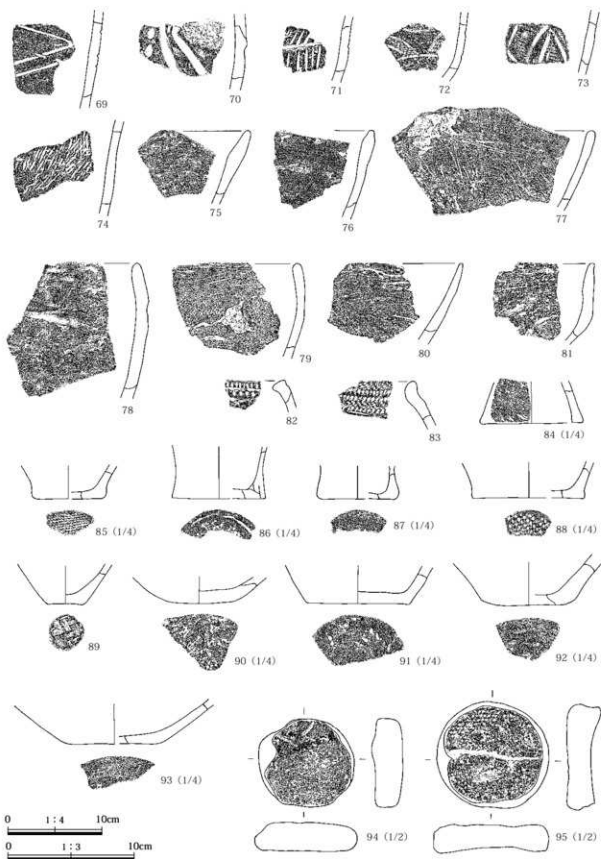 69 70 71 72 73
74 75 76 77
78 79 80 81
82 83 84 (1/4)
85 (1/4) 86 (1/4) 87 (1/4) 88 (1/4)
89 90 (1/4) 91 (1/4) 92 (1/4)
93 (1/4) 94 (1/2) 95 (1/2)
0 1:4 10cm
0 1:3 10cm